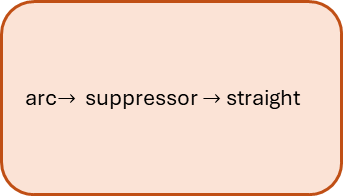 arc→ suppressor → straight